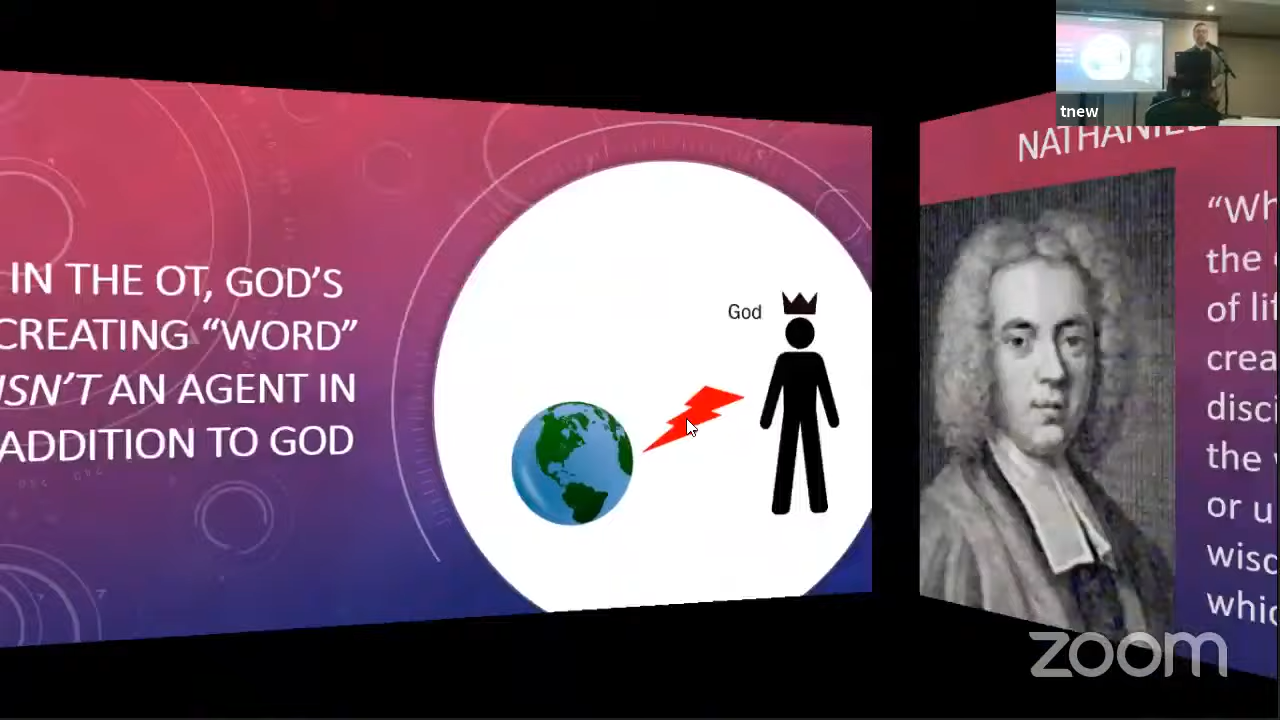 tnew
IN THE OT, GOD'S
CREATING “WORD”
ISN'T AN AGENT IN
ADDITION TO GOD
God
NATHANIEL
“Wh
the
of lif
crea
disci
the
or u
wisd
whic
zoom